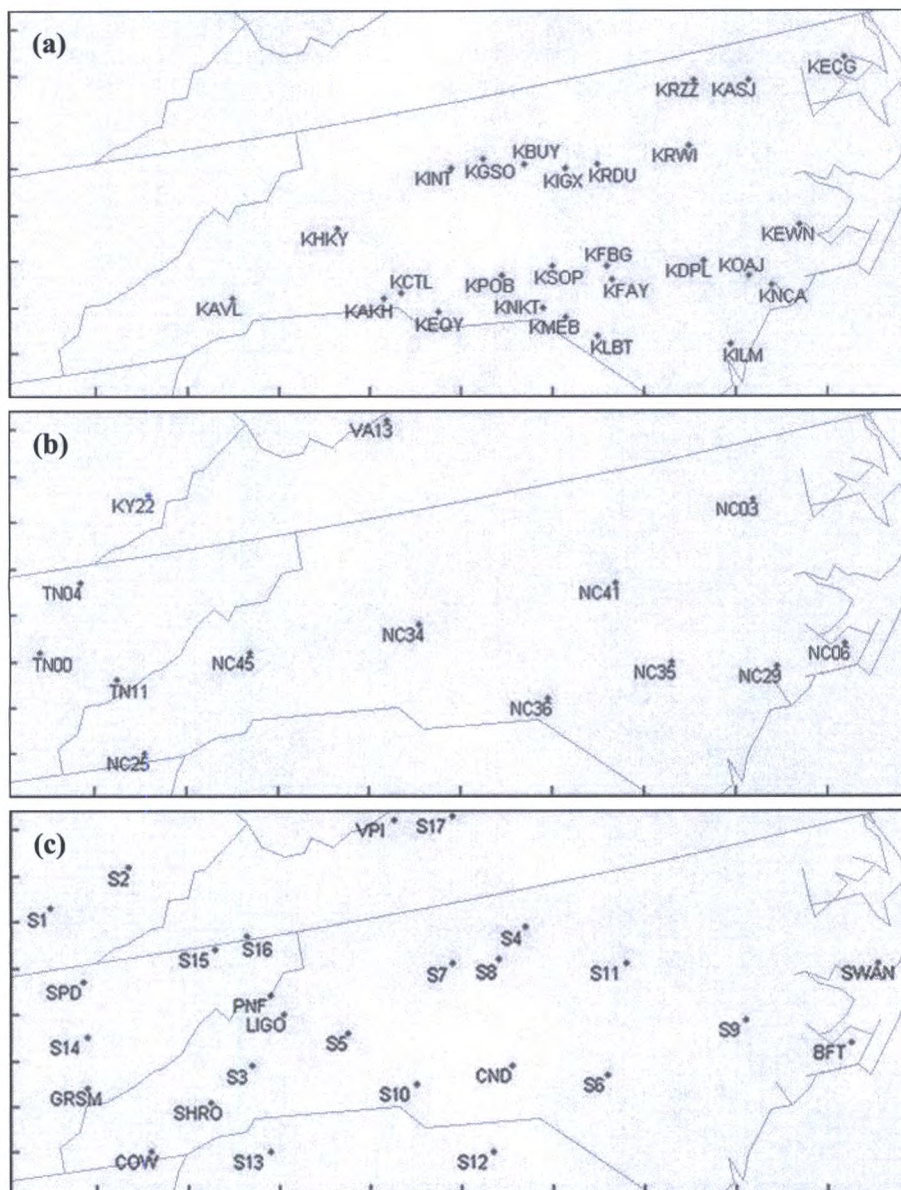 (a)
KECG
KRZZ KASJ
KBUY
KRWI
KINT KGSO KIGX KRDU
KHKY
KEWN
KFBG
KCTL KPOB KSOP KDPL KOAJ
KAVL KAKH KNKT KFAY KNCA
KEQY KMEB
KLBT KILM
(b)
VA13
KY22
NC03
TN04
NC41
NC34
TN00 NC45 NC06
TN11 NC35 NC29
NC36
NC25
(c)
VPI S17
S2
S1
S4
S15 S16
S7 S8 S11 SWAN
SPD
PNF
LIGO
S14 S5 S9
BFT
S3 CND
GRSM S10 S6
SHRO
COW S13 S12